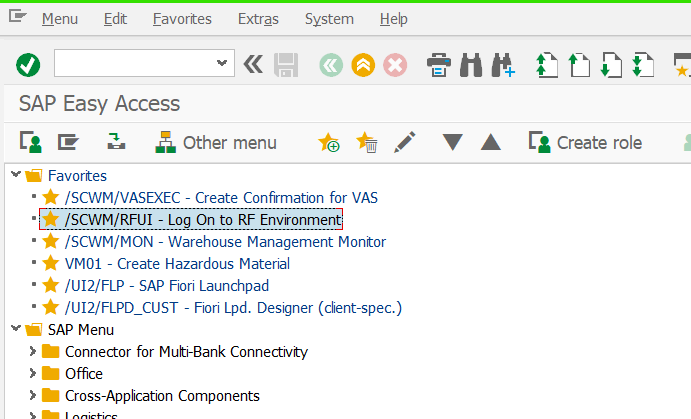 Menu Edit Favorites Extras System Help
SAP Easy Access
Other menu Create role
Favorites
/SCWM/VASEXEC - Create Confirmation for VAS
/SCWM/RFUI - Log On to RF Environment
/SCWM/MON - Warehouse Management Monitor
VM01 - Create Hazardous Material
/UI2/FLP - SAP Fiori Launchpad
/UI2/FLPD_CUST - Fiori Lpd. Designer (client-spec.)
SAP Menu
Connector for Multi-Bank Connectivity
Office
Cross-Application Components
Logistics